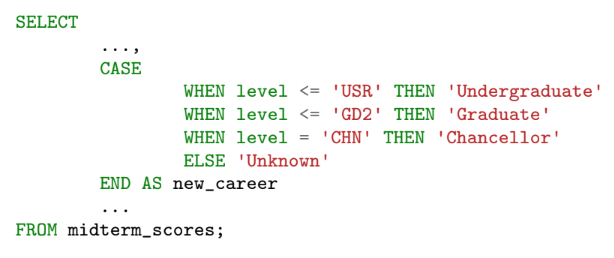 SELECT
...,
CASE
WHEN level <= 'USR' THEN 'Undergraduate'
WHEN level <= 'GD2' THEN 'Graduate'
WHEN level = 'CHN' THEN 'Chancellor'
ELSE 'Unknown'
END AS new_career
...
FROM midterm_scores;